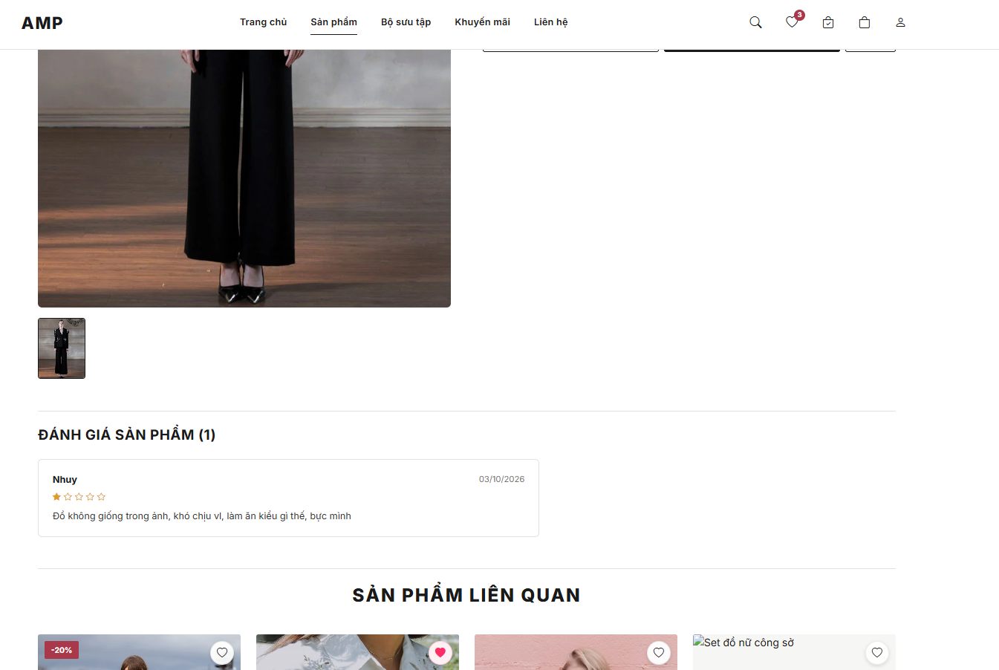 AMP
Trang chủ
Sản phẩm
Bộ sưu tập
Khuyến mãi
Liên hệ
3
ĐÁNH GIÁ SẢN PHẨM (1)
Nhuy
03/10/2026
Đồ không giống trong ảnh, khó chịu vl, làm ăn kiểu gì thế, bực mình
SẢN PHẨM LIÊN QUAN
-20%
Set đồ nữ công sở